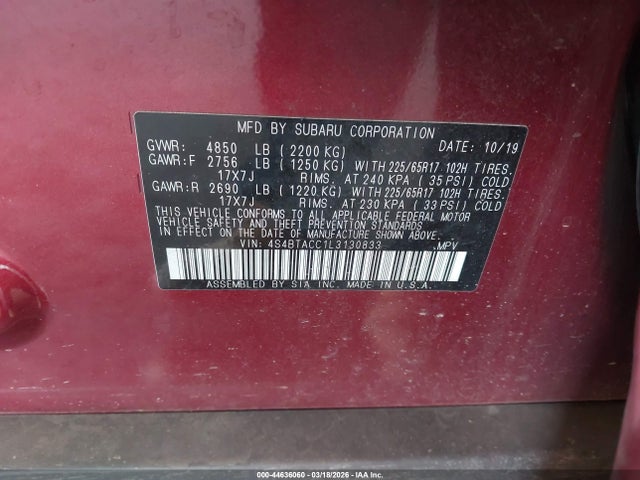 MFD BY SUBARU CORPORATION DATE: 10/19
GVWR: 4850 LB ( 2200 KG)
GAWR:F 2756 LB ( 1250 KG) WITH 225/65R17 102H TIRES.
17X7J RIMS. AT 240 KPA ( 35 PSI) COLD
GAWR:R 2690 LB ( 1220 KG) WITH 225/65R17 102H TIRES.
17X7J RIMS. AT 230 KPA ( 33 PSI) COLD
THIS VEHICLE CONFORMS TO ALL APPLICABLE FEDERAL MOTOR
VEHICLE SAFETY AND THEFT PREVENTION STANDARDS IN EFFECT ON THE DATE
OF MANUFACTURE SHOWN ABOVE.
VIN: 4S4BTACC1L3130833 MPV
ASSEMBLED BY SIA INC. MADE IN U.S.A.
000-44636060 | 03/18/2026 | IAA Inc.